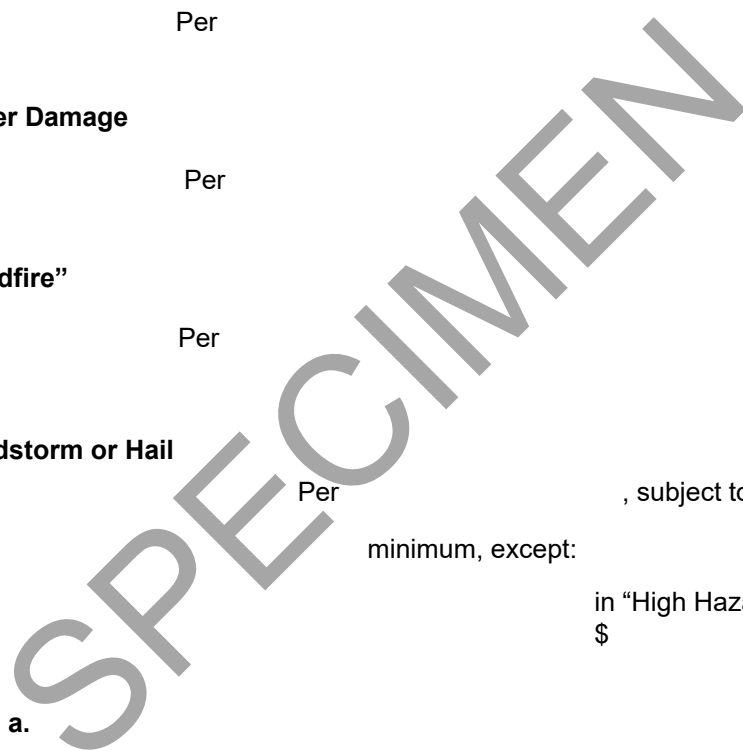 Per
er Damage
Per
dfire”
Per
dstorm or Hail
Per , subject to
minimum, except:
in “High Haza
$
a.
SPECIMEN